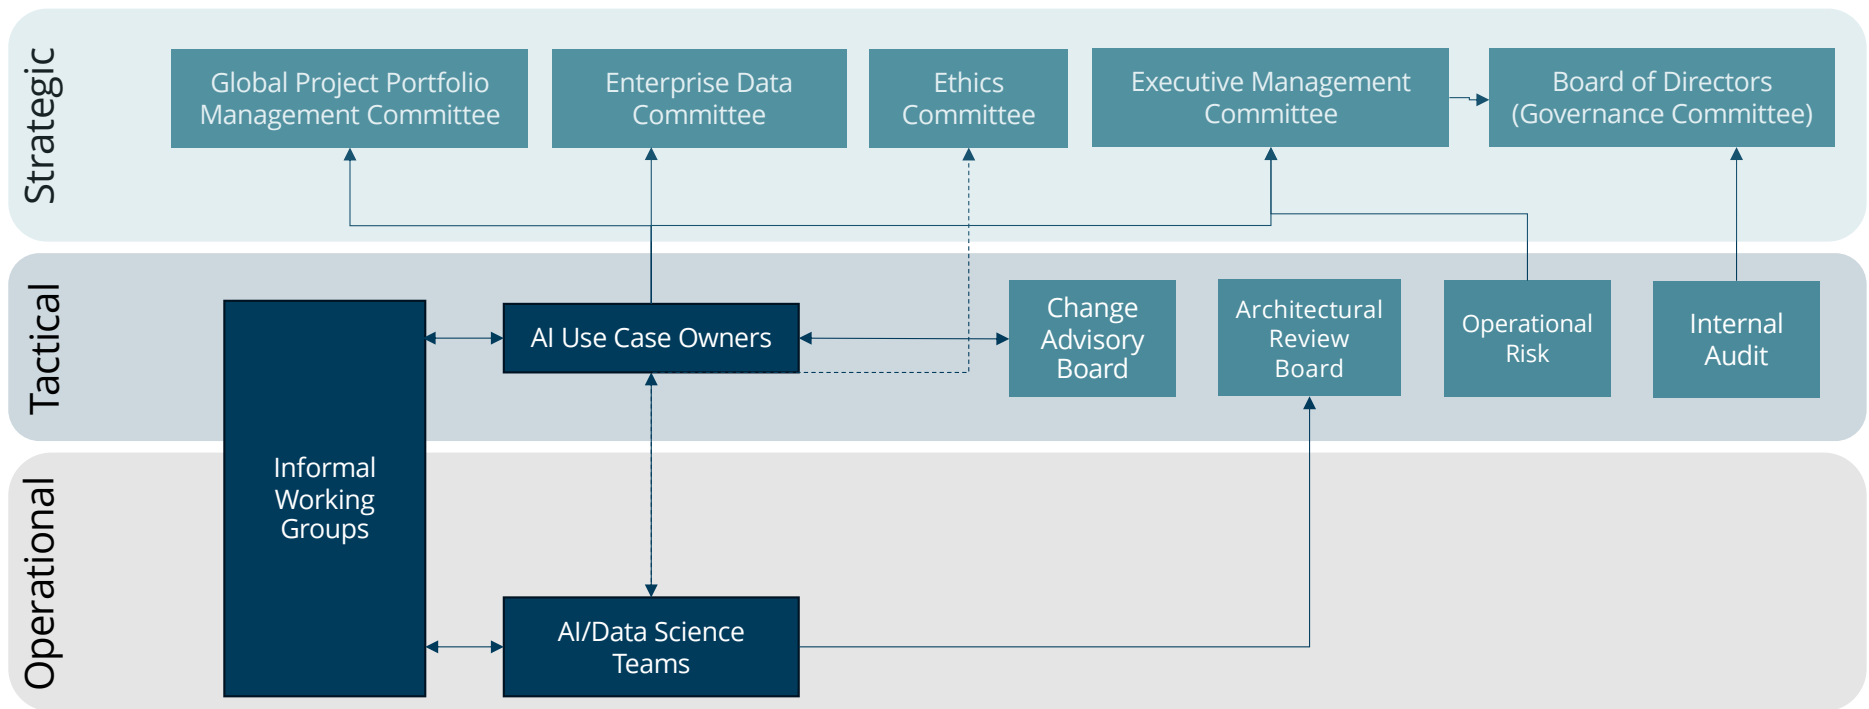 Strategic
Global Project Portfolio
Management Committee
Enterprise Data
Committee
Ethics
Committee
Executive Management
Committee
Board of Directors
(Governance Committee)
Tactical
AI Use Case Owners
Change
Advisory
Board
Architectural
Review
Board
Operational
Risk
Internal
Audit
Informal
Working
Groups
Operational
AI/Data Science
Teams